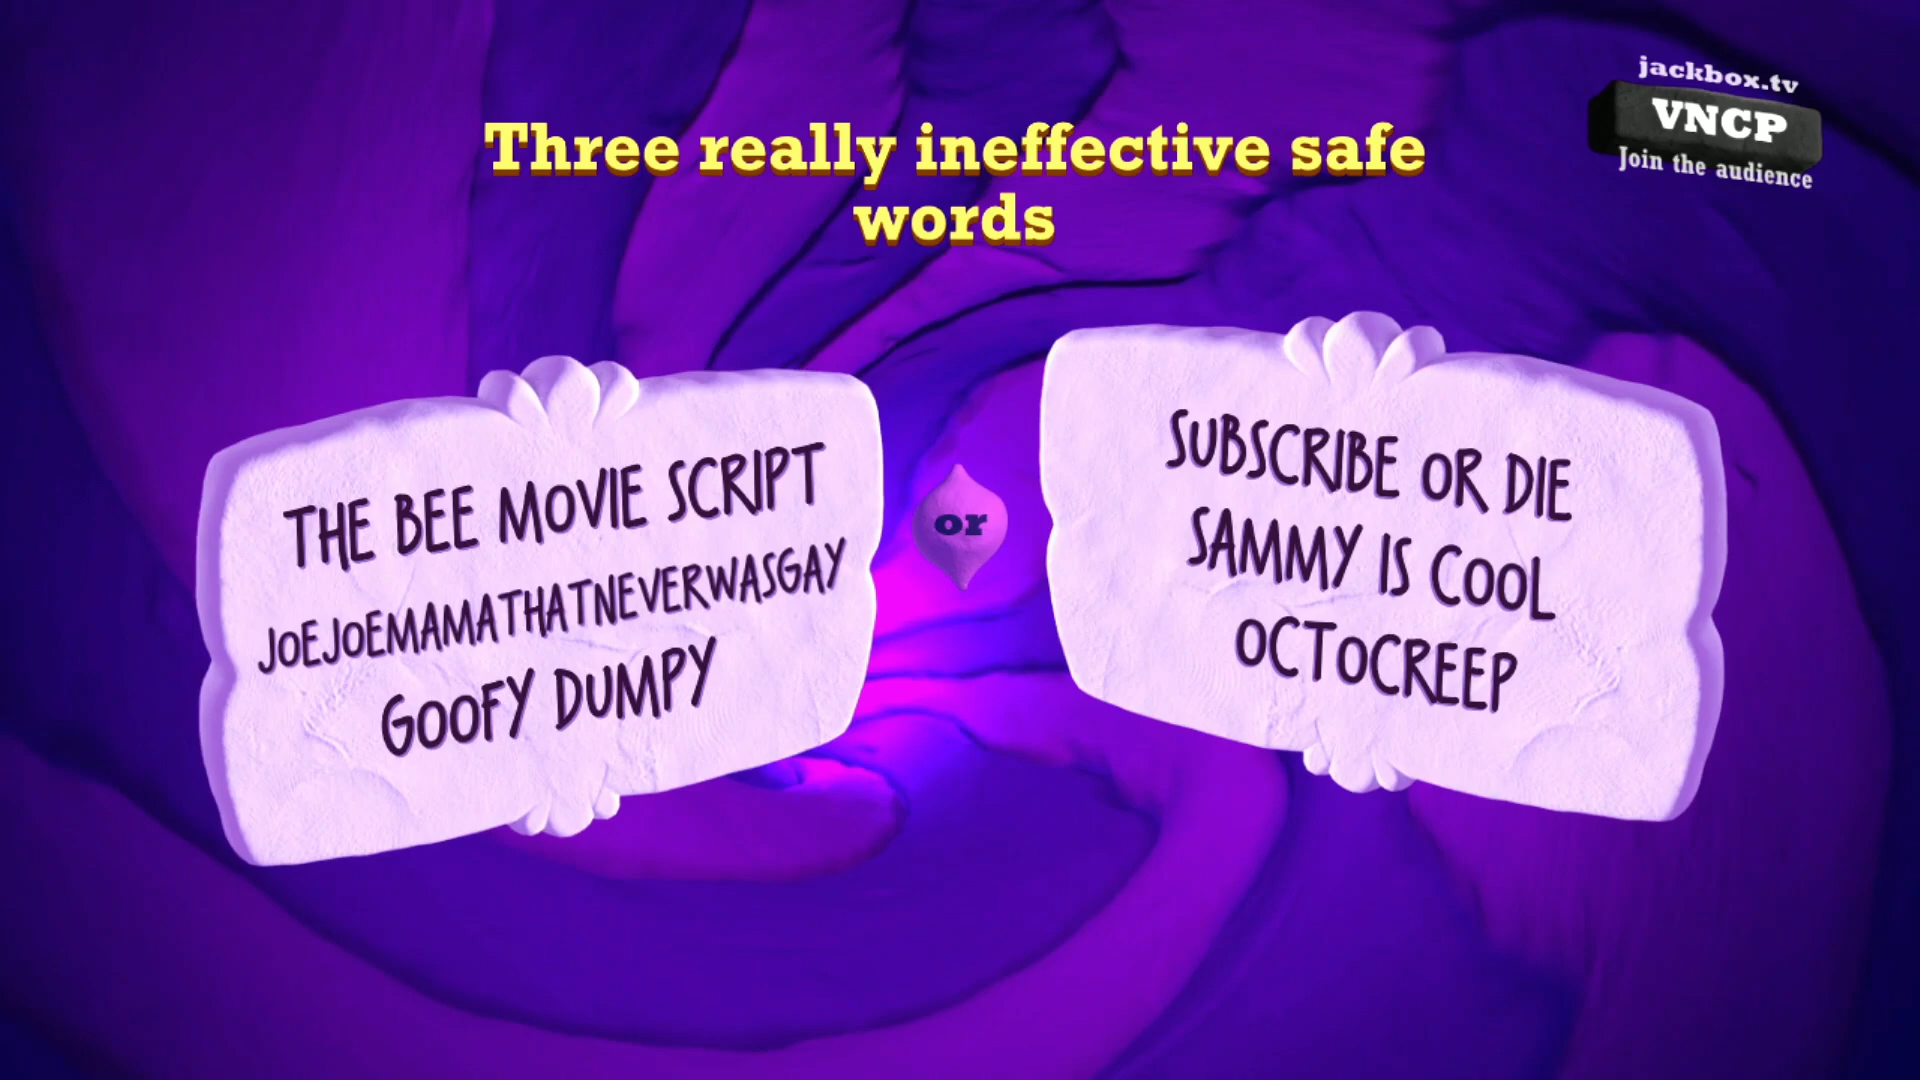 jackbox.tv
VNCP
Join the audience
Three really ineffective safe
words
THE BEE MOVIE SCRIPT
JOEJOEMAMATHATNEVERWASGAY
GOOFY DUMPY
or
SUBSCRIBE OR DIE
SAMMY IS COOL
OCTOCREEP